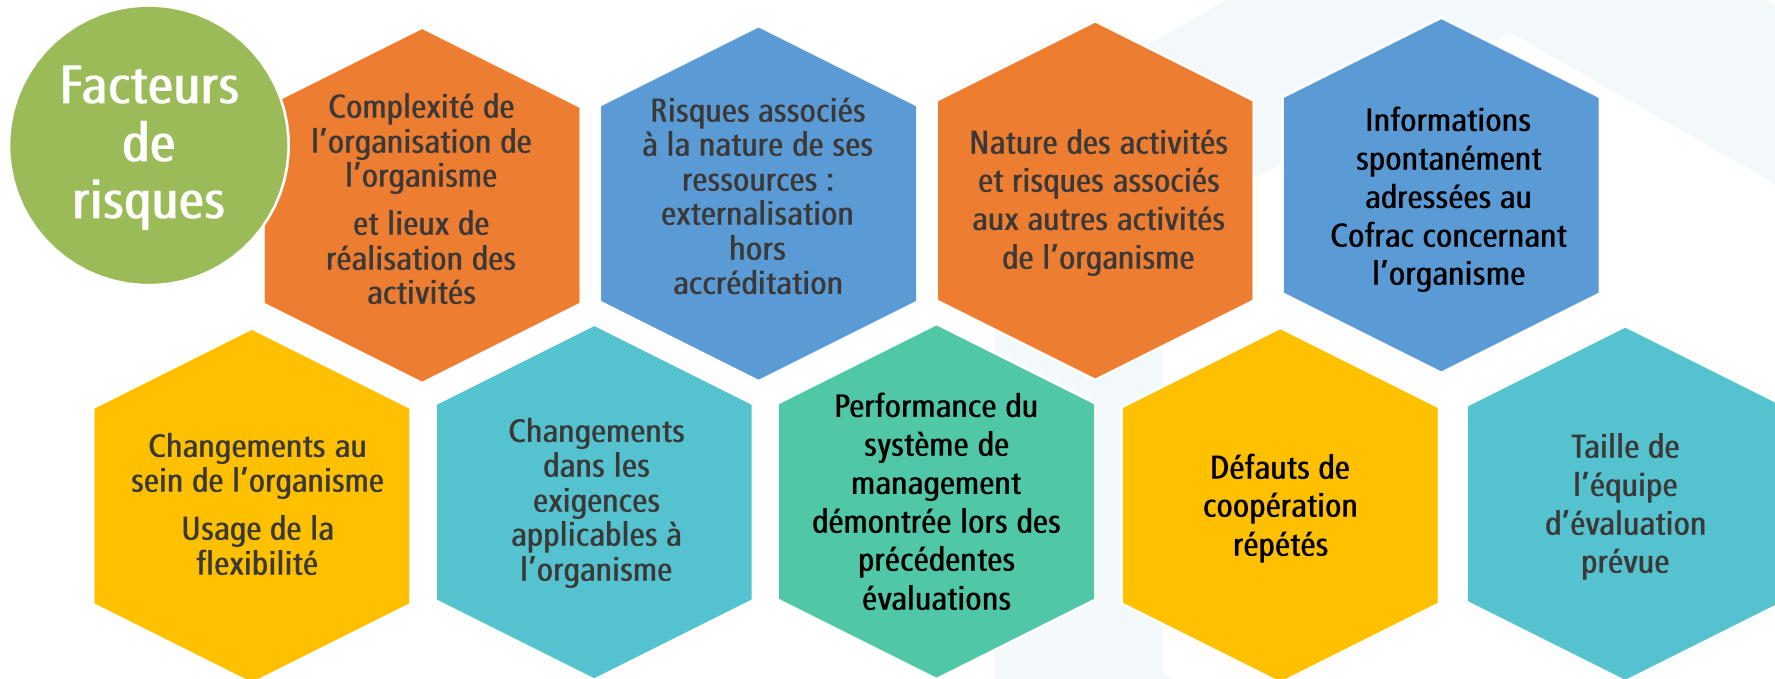 Facteurs
de
risques
Complexité de
l’organisation de
l’organisme
et lieux de
réalisation des
activités
Risques associés
à la nature de ses
ressources :
externalisation
hors
accréditation
Nature des activités
et risques associés
aux autres activités
de l’organisme
Informations
spontanément
adressées au
Cofrac concernant
l’organisme
Changements au
sein de l’organisme
Usage de la
flexibilité
Changements
dans les
exigences
applicables à
l’organisme
Performance du
système de
management
démontrée lors des
précédentes
évaluations
Défauts de
coopération
répétés
Taille de
l’équipe
d’évaluation
prévue